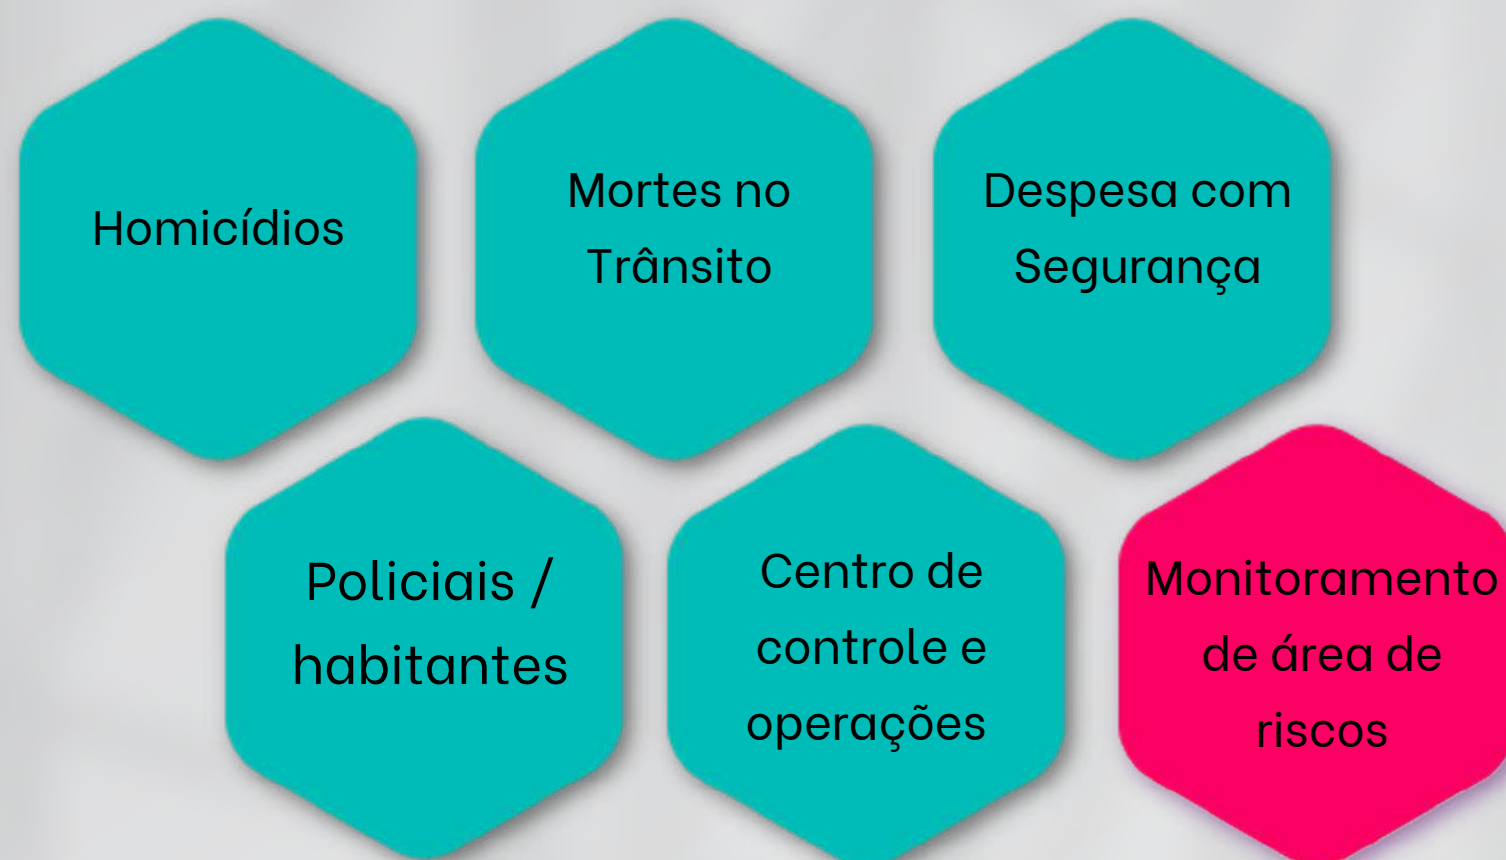 Homicídios
Mortes no
Trânsito
Despesa com
Segurança
Policiais /
habitantes
Centro de
controle e
operações
Monitoramento
de área de
riscos